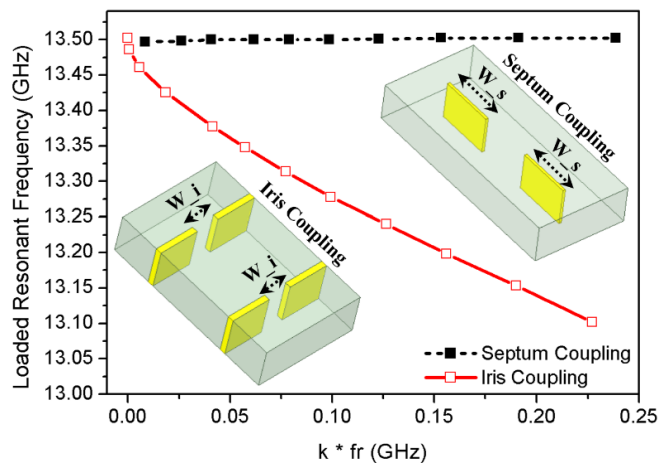 Loaded Resonant Frequency (GHz)
13.50
13.45
13.40
13.35
13.30
13.25
13.20
13.15
13.10
13.05
13.00
Septum Coupling
W_s
W_s
Iris Coupling
W_i
W_i
Septum Coupling
Iris Coupling
0.00 0.05 0.10 0.15 0.20 0.25
k * fr (GHz)